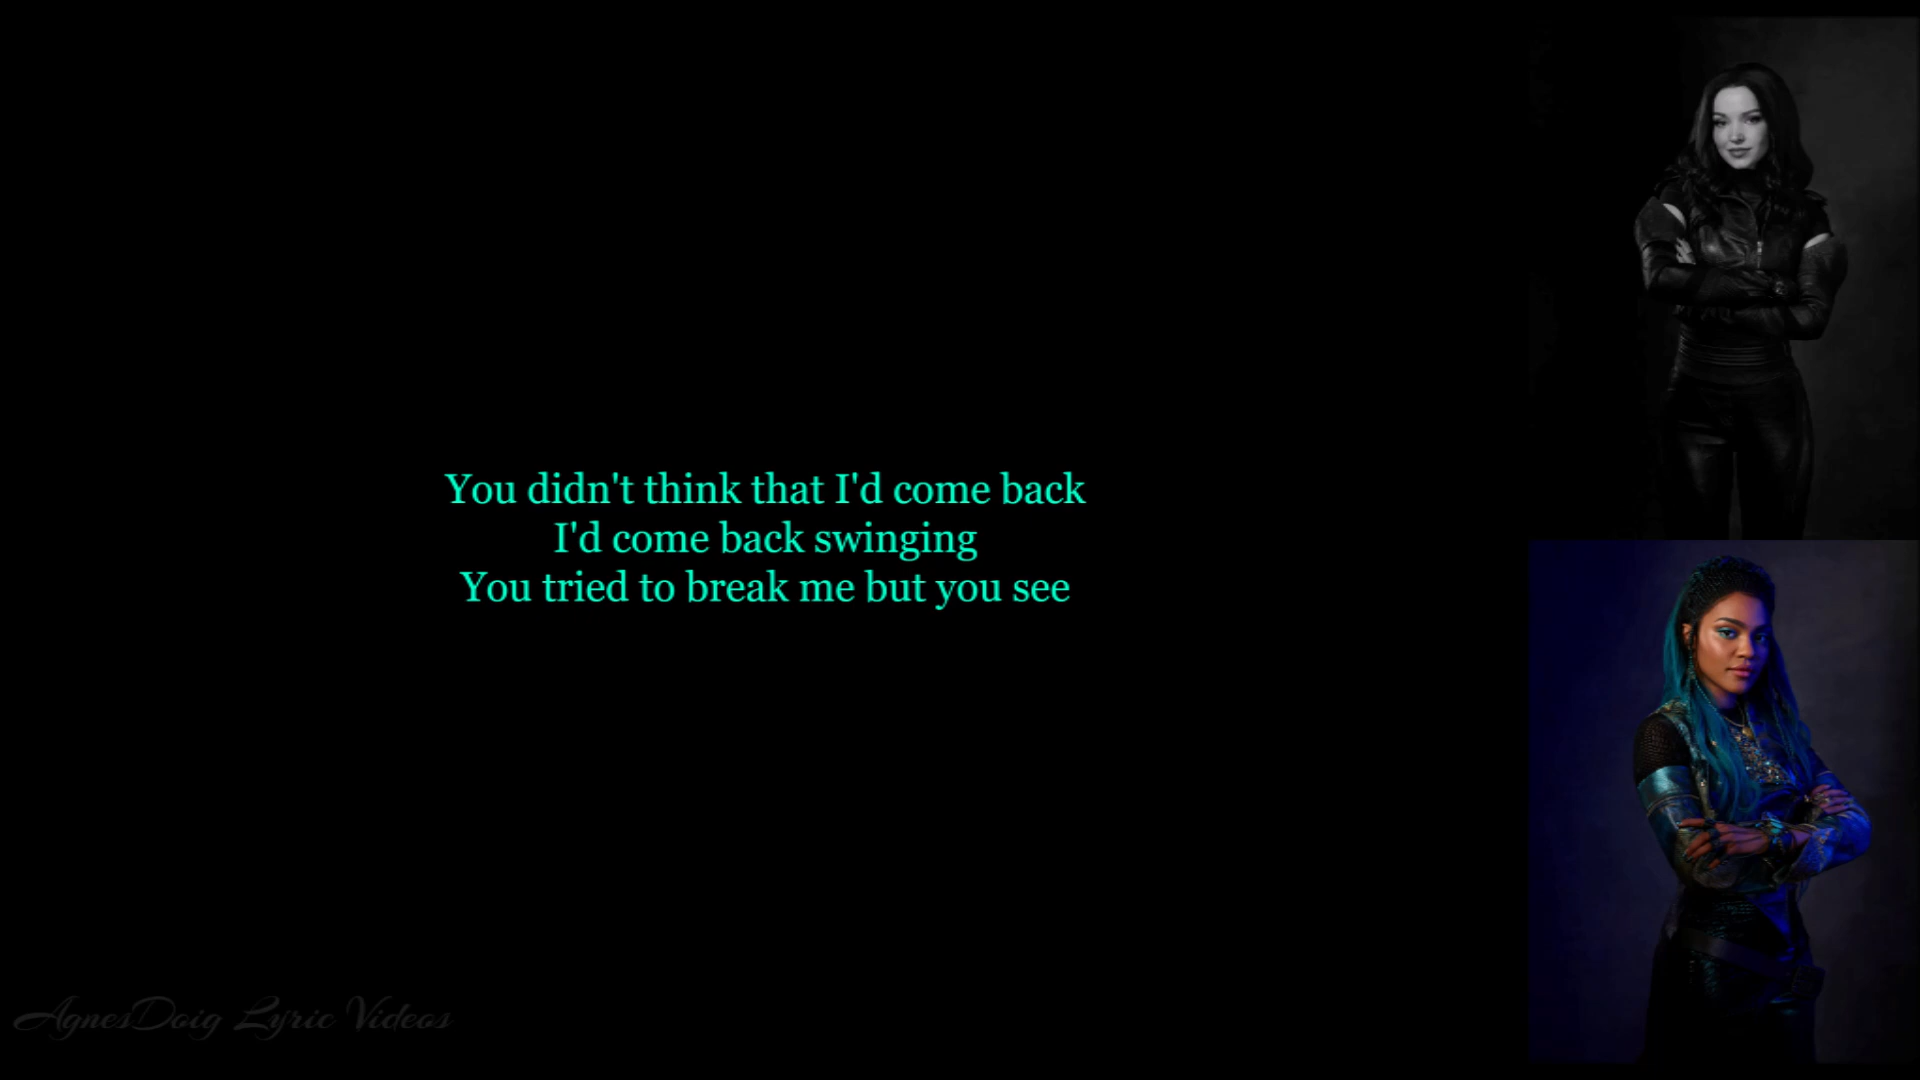 You didn't think that I'd come back
I'd come back swinging
You tried to break me but you see
AgnesDoig Lyric Videos